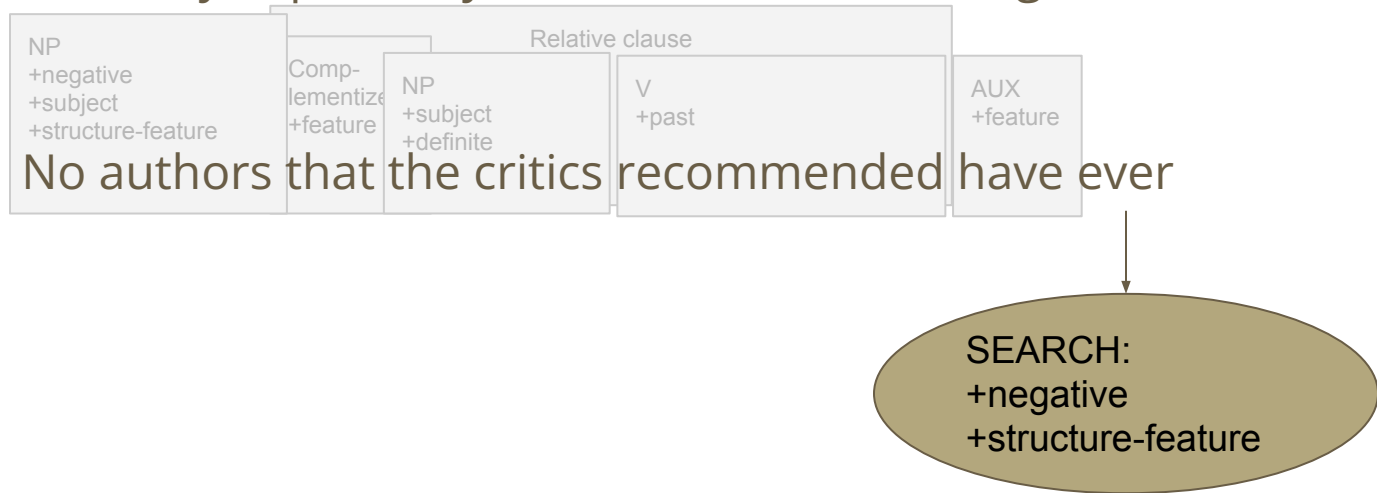 Relative clause
NP
+negative
+subject
+structure-feature
Comp-
lementize
+feature
NP
+subject
+definite
V
+past
AUX
+feature
No authors that the critics recommended have ever
SEARCH:
+negative
+structure-feature